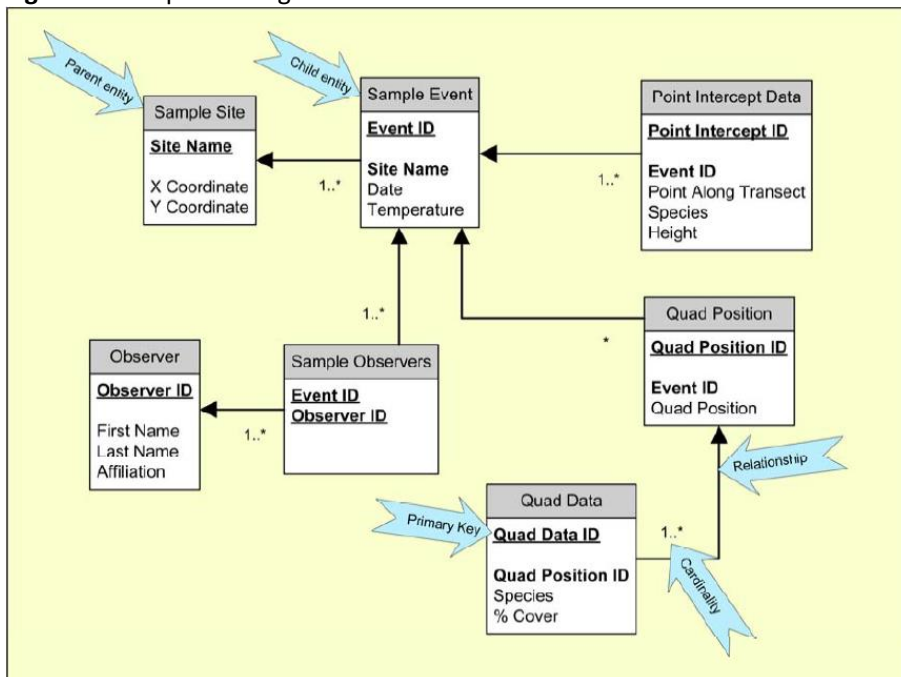 Parent entity
Sample Site
Site Name
X Coordinate
Y Coordinate
1..*
Child entity
Sample Event
Event ID
Site Name
Date
Temperature
1..*
Point Intercept Data
Point Intercept ID
Event ID
Point Along Transect
Species
Height
1..*
Observer
Observer ID
First Name
Last Name
Affiliation
1..*
Sample Observers
Event ID
Observer ID
*
Quad Position
Quad Position ID
Event ID
Quad Position
Relationship
Primary Key
Quad Data
Quad Data ID
Quad Position ID
Species
% Cover
1..*
Cardinality